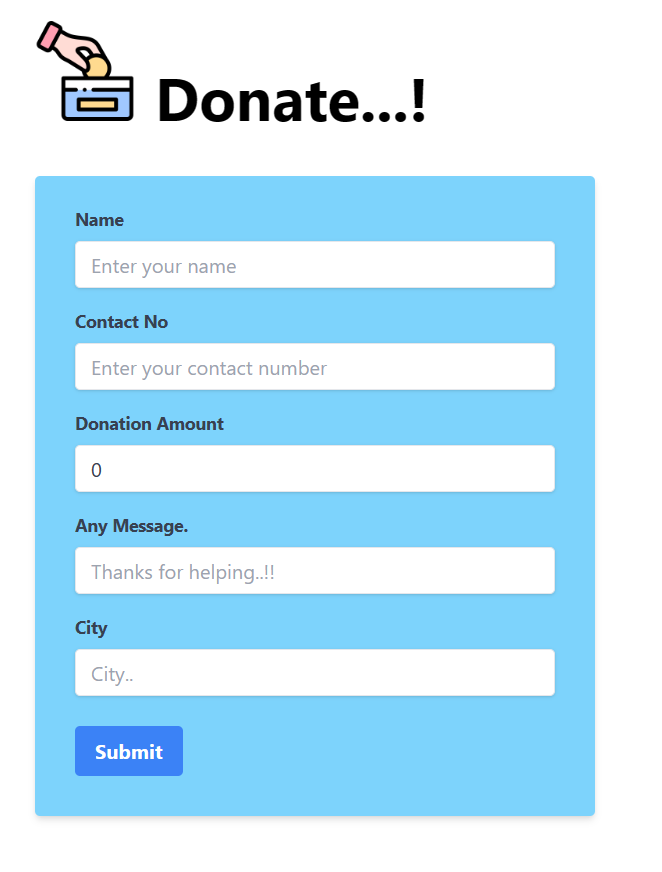 Donate...!
Name
Enter your name
Contact No
Enter your contact number
Donation Amount
0
Any Message.
Thanks for helping..!!
City
City..
Submit